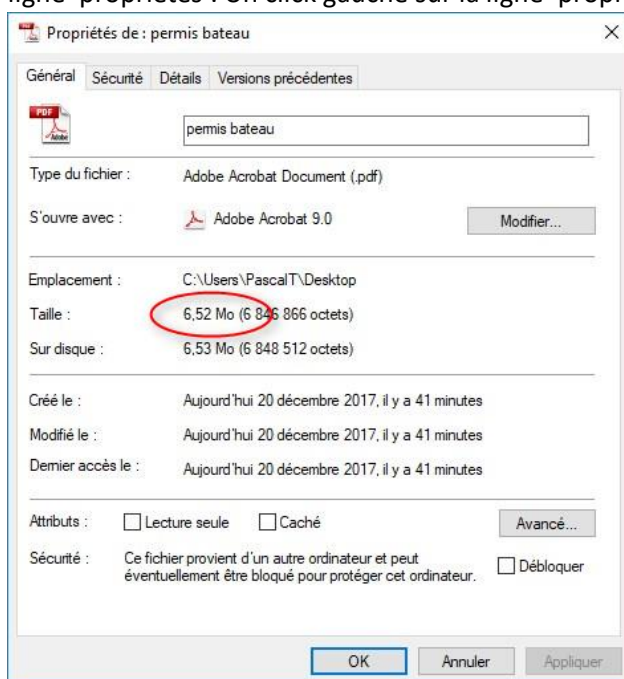 Propriétés de : permis bateau
Général Sécurité Détails Versions précédentes
PDF
Adobe
permis bateau
Type du fichier : Adobe Acrobat Document (.pdf)
S'ouvre avec : Adobe Acrobat 9.0 Modifier...
Emplacement : C:\Users\PascalT\Desktop
Taille : 6,52 Mo (6 846 866 octets)
Sur disque : 6,53 Mo (6 848 512 octets)
Créé le : Aujourd'hui 20 décembre 2017, il y a 41 minutes
Modifié le : Aujourd'hui 20 décembre 2017, il y a 41 minutes
Dernier accès le : Aujourd'hui 20 décembre 2017, il y a 41 minutes
Attributs : Lecture seule Caché Avancé...
Sécurité : Ce fichier provient d'un autre ordinateur et peut
éventuellement être bloqué pour protéger cet ordinateur. Débloquer
OK Annuler Appliquer